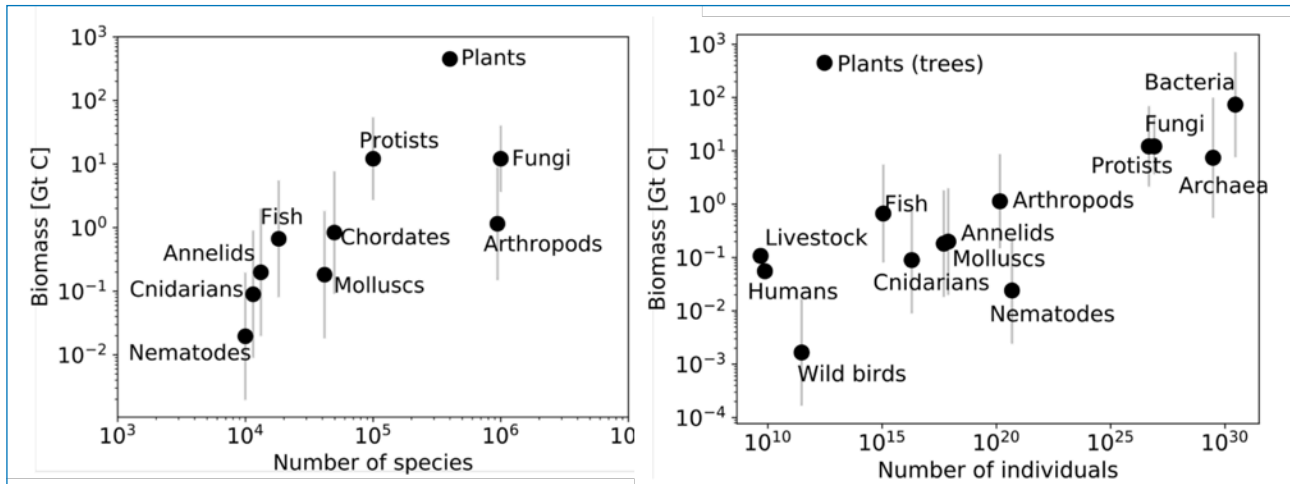 Biomass [Gt C]
10³
10²
10¹
10⁰
10⁻¹
10⁻²
Plants
Protists
Fungi
Fish
Chordates
Arthropods
Annelids
Cnidarians
Molluscs
Nematodes
10³ 10⁴ 10⁵ 10⁶ 10
Number of species
Biomass [Gt C]
10³
10²
10¹
10⁰
10⁻¹
10⁻²
10⁻³
10⁻⁴
Plants (trees)
Bacteria
Fungi
Protists
Archaea
Fish
Arthropods
Livestock
Annelids
Molluscs
Humans
Cnidarians
Nematodes
Wild birds
10¹⁰ 10¹⁵ 10²⁰ 10²⁵ 10³⁰
Number of individuals